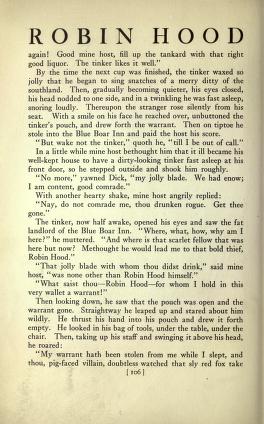 ROBIN HOOD
again! Good mine host, fill up the tankard with that right
good liquor. The tinker likes it well."
By the time the next cup was finished, the tinker waxed so
jolly that he began to sing snatches of a merry ditty of the
southland. Then, gradually becoming quieter, his eyes closed,
his head nodded to one side, and in a twinkling he was fast asleep,
snoring loudly. Thereupon the stranger rose silently from his
seat. With a smile on his face he reached over, unbuttoned the
tinker's pouch, and drew forth the warrant. Then on tiptoe he
stole into the Blue Boar Inn and paid the host his score.
"But wake not the tinker," quoth he, "till I be out of call."
In a little while mine host bethought him that it ill became his
well-kept house to have a dirty-looking tinker fast asleep at his
front door, so he stepped outside and shook him roughly.
"No more," yawned Dick, "my jolly blade. We had enow;
I am content, good comrade."
With another hearty shake, mine host angrily replied:
"Nay, do not comrade me, thou drunken rogue. Get thee
gone."
The tinker, now half awake, opened his eyes and saw the fat
landlord of the Blue Boar Inn. "Where, what, how, why am I
here?" he muttered. "And where is that scarlet fellow that was
here but now? Methought he would lead me to that bold thief,
Robin Hood."
"That jolly blade with whom thou didst drink," said mine
host, "was none other than Robin Hood himself."
"What saist thou—Robin Hood—for whom I hold in this
very wallet a warrant!"
Then looking down, he saw that the pouch was open and the
warrant gone. Straightway he leaped up and stared about him
wildly. He thrust his hand into his pouch and drew it forth
empty. He looked in his bag of tools, under the table, under the
chair. Then, taking up his staff and swinging it above his head,
he roared:
"My warrant hath been stolen from me while I slept, and
thou, pig-faced villain, doubtless watched that sly red fox take
[ 106 ]